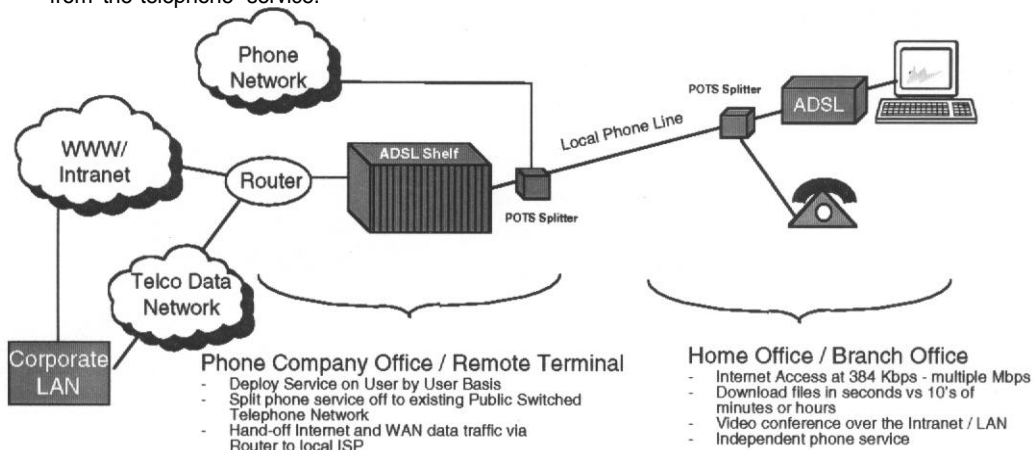 from the telephone service.
Phone
Network
POTS Splitter
ADSL
Local Phone Line
WWW/
Intranet
ADSL Shelf
Router
POTS Splitter
Telco Data
Network
Corporate
LAN
Phone Company Office / Remote Terminal
- Deploy Service on User by User Basis
- Split phone service off to existing Public Switched
Telephone Network
- Hand-off Internet and WAN data traffic via
Router to local ISP
Home Office / Branch Office
- Internet Access at 384 Kbps - multiple Mbps
- Download files in seconds vs 10's of
minutes or hours
- Video conference over the Intranet / LAN
- Independent phone service